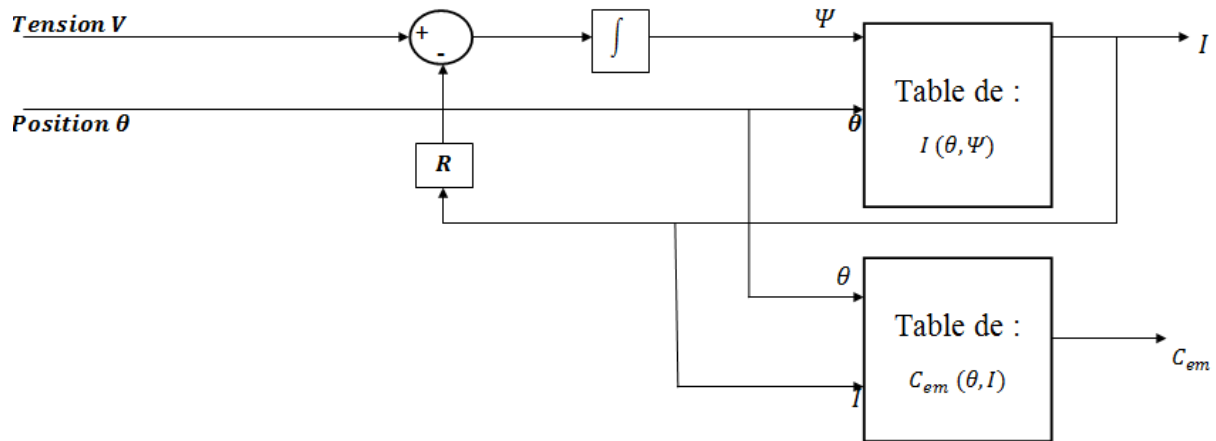 Tension V
+
-
∫
Ψ
I
Position θ
θ
Table de :
I (θ,Ψ)
R
θ
Table de :
C_em (θ,I)
I
C_em